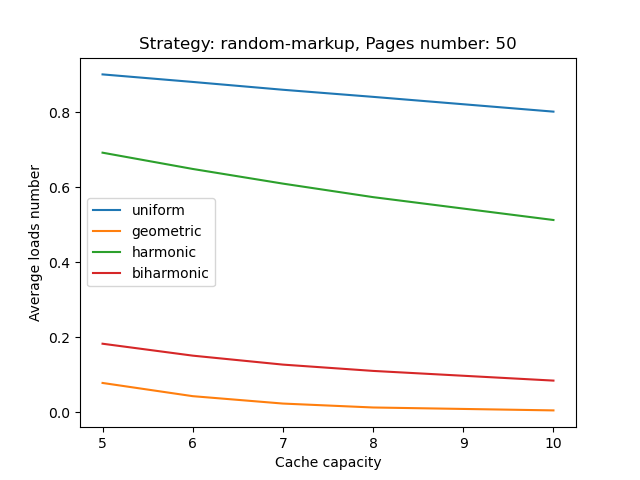 Strategy: random-markup, Pages number: 50
Average loads number
0.8
0.6
0.4
0.2
0.0
uniform
geometric
harmonic
biharmonic
5 6 7 8 9 10
Cache capacity